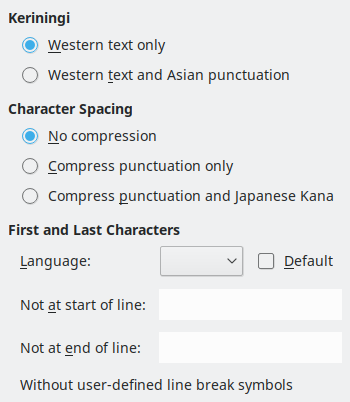 Keriningi
Western text only
Western text and Asian punctuation
Character Spacing
No compression
Compress punctuation only
Compress punctuation and Japanese Kana
First and Last Characters
Language:
Default
Not at start of line:
Not at end of line:
Without user-defined line break symbols